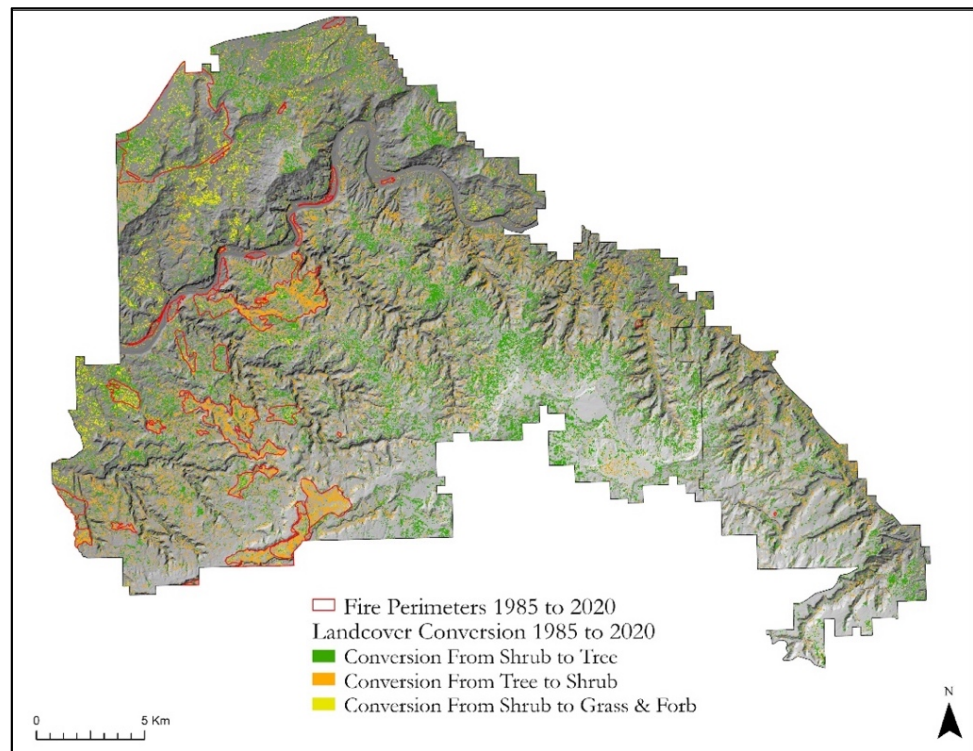 Fire Perimeters 1985 to 2020
Landcover Conversion 1985 to 2020
Conversion From Shrub to Tree
Conversion From Tree to Shrub
Conversion From Shrub to Grass & Forb
0 5 Km
N